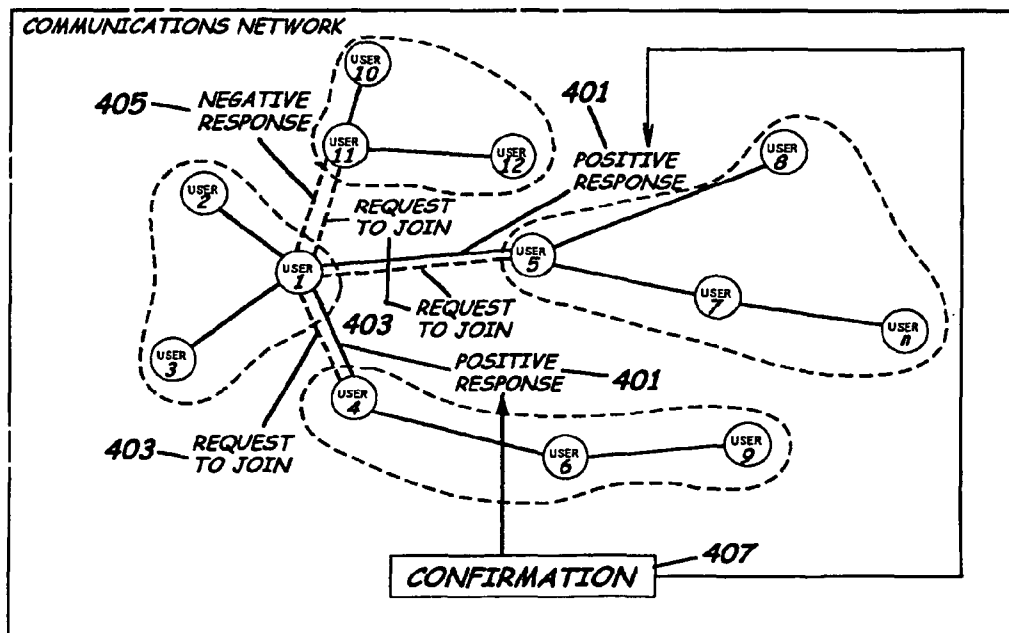 COMMUNICATIONS NETWORK
USER
10
405
NEGATIVE
RESPONSE
401
USER
11
USER
12
POSITIVE
RESPONSE
USER
8
USER
2
REQUEST
TO JOIN
USER
1
USER
5
REQUEST
TO JOIN
USER
7
403
USER
n
USER
3
POSITIVE
RESPONSE
401
USER
4
403
REQUEST
TO JOIN
USER
6
USER
9
CONFIRMATION
407